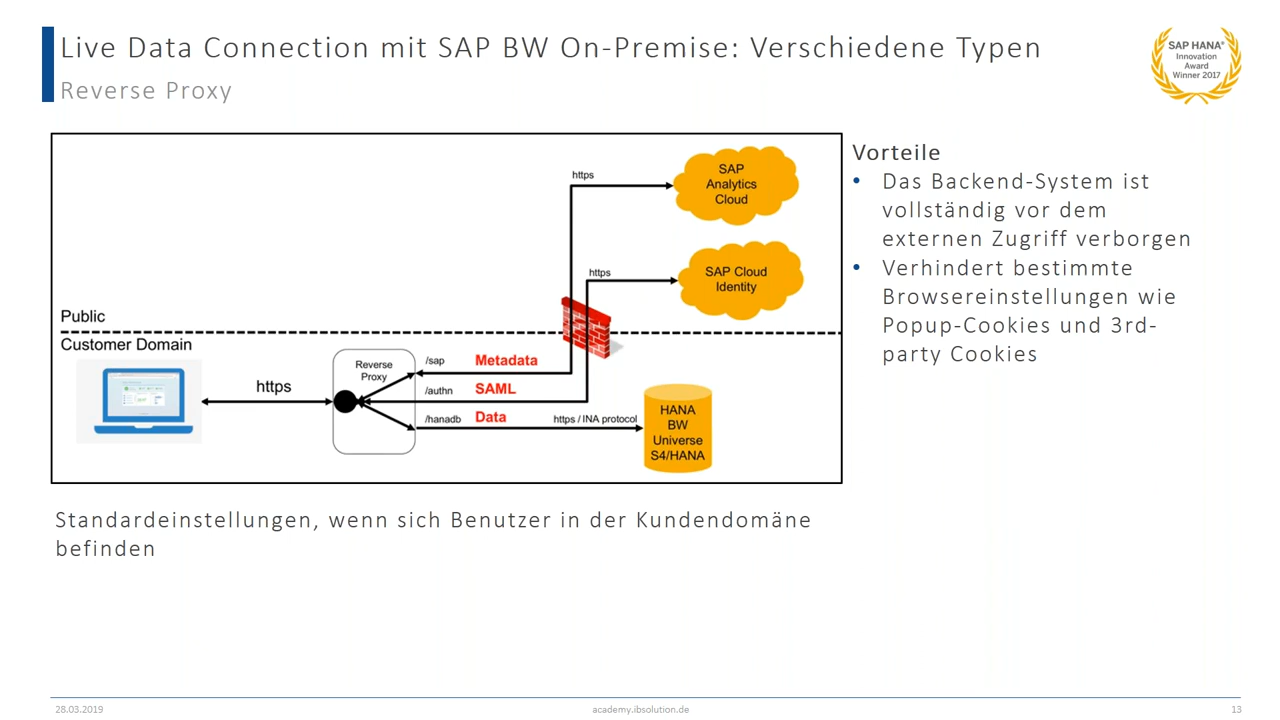 Live Data Connection mit SAP BW On-Premise: Verschiedene Typen
Reverse Proxy
SAP HANA®
Innovation
Award
Winner 2017
https
SAP
Analytics
Cloud
https
SAP Cloud
Identity
Public
Customer Domain
https
Reverse
Proxy
/sap
Metadata
/authn
SAML
/hanadb
Data
https / INA protocol
HANA
BW
Universe
S4/HANA
Vorteile
• Das Backend-System ist
vollständig vor dem
externen Zugriff verborgen
• Verhindert bestimmte
Browsereinstellungen wie
Popup-Cookies und 3rd-
party Cookies
Standardeinstellungen, wenn sich Benutzer in der Kundendomäne
befinden
28.03.2019
academy.ibsolution.de
13